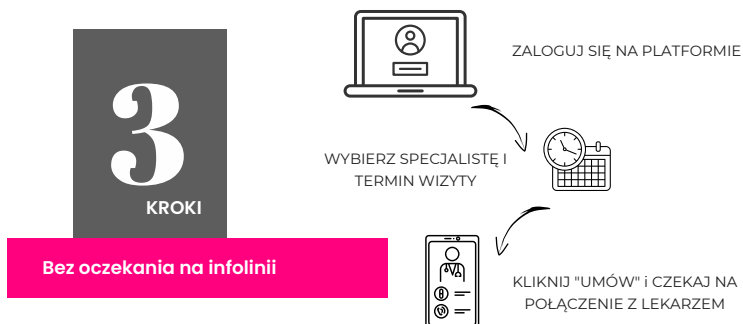 3
KROKI
Bez oczekania na infolinii
ZALOGUJ SIĘ NA PLATFORMIE
WYBIERZ SPECJALISTĘ I
TERMIN WIZYTY
KLIKNIJ "UMÓW" i CZEKAJ NA
POŁĄCZENIE Z LEKARZEM